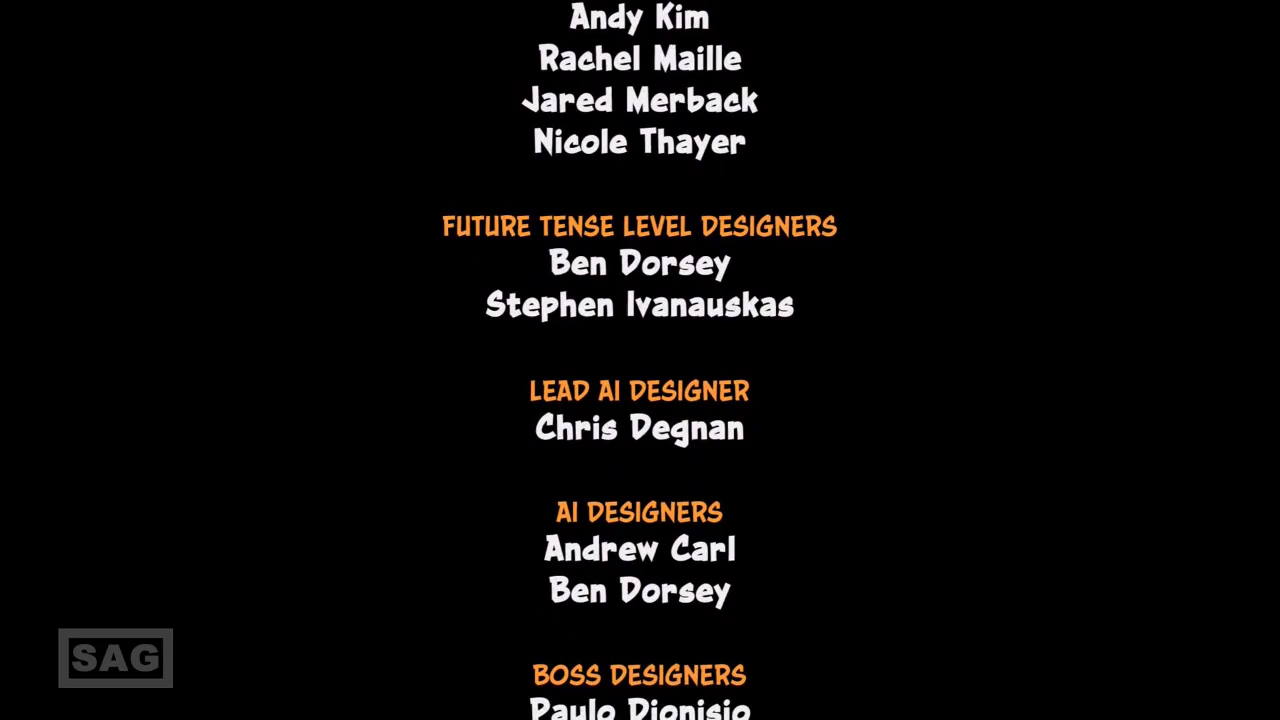 Andy Kim
Rachel Maille
Jared Merback
Nicole Thayer
FUTURE TENSE LEVEL DESIGNERS
Ben Dorsey
Stephen Ivanauskas
LEAD AI DESIGNER
Chris Degnan
AI DESIGNERS
Andrew Carl
Ben Dorsey
SAG
BOSS DESIGNERS
Paulo Dionisio